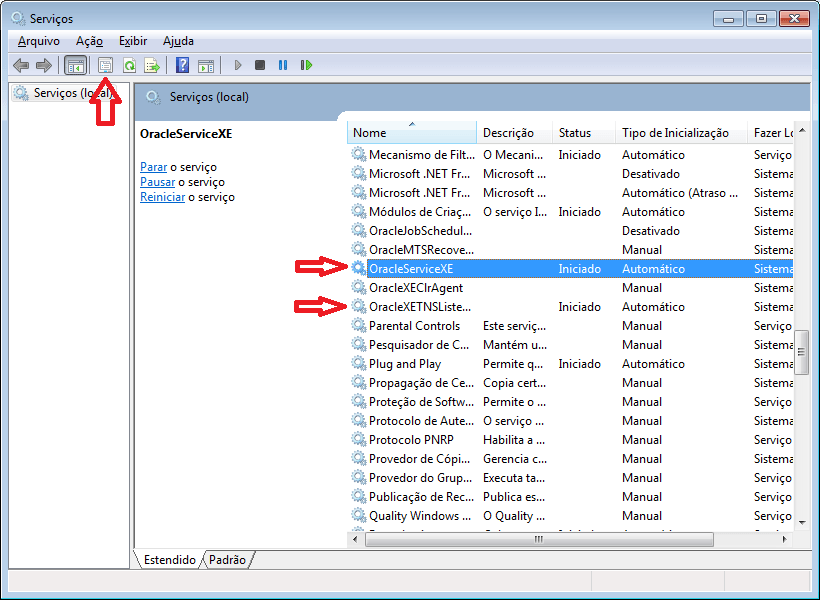 Serviços
Arquivo Ação Exibir Ajuda
Serviços (local)
Serviços (local)
OracleServiceXE
Parar o serviço
Pausar o serviço
Reiniciar o serviço
Nome Descrição Status Tipo de Inicialização Fazer Lo
Mecanismo de Filt... O Mecani... Iniciado Automático Serviço
Microsoft .NET Fr... Microsoft ... Desativado Sistema
Microsoft .NET Fr... Microsoft ... Automático (Atraso ... Sistema
Módulos de Criaç... O serviço I... Iniciado Automático Sistema
OracleJobSchedul... Desativado Sistema
OracleMTSRecove... Manual Sistema
OracleServiceXE Iniciado Automático Sistema
OracleXEClrAgent Manual Sistema
OracleXETNSListe... Iniciado Automático Sistema
Parental Controls Este serviç... Manual Serviço
Pesquisador de C... Mantém u... Manual Sistema
Plug and Play Permite q... Iniciado Automático Sistema
Propagação de Ce... Copia cert... Manual Sistema
Proteção de Softw... Permite o ... Manual Serviço
Protocolo de Aute... O serviço ... Manual Sistema
Protocolo PNRP Habilita a ... Manual Serviço
Provedor de Cópi... Gerencia c... Manual Sistema
Provedor do Grup... Executa ta... Manual Serviço
Publicação de Rec... Publica es... Manual Serviço
Quality Windows ... O Quality ... Manual Serviço
Estendido Padrão